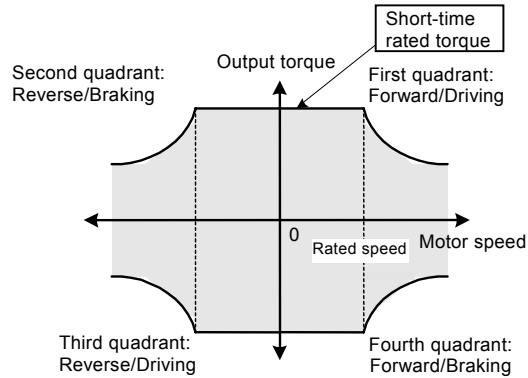 Short-time
rated torque
Output torque
Second quadrant:
Reverse/Braking
First quadrant:
Forward/Driving
0
Rated speed
Motor speed
Third quadrant:
Reverse/Driving
Fourth quadrant:
Forward/Braking